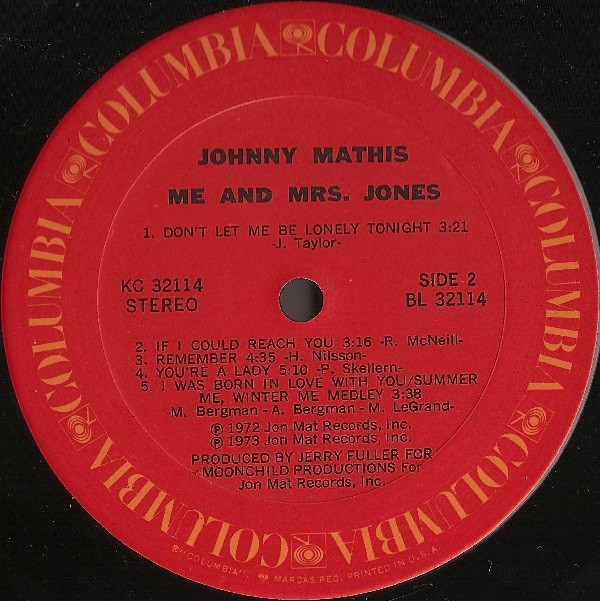 COLUMBIA COLUMBIA COLUMBIA COLUMBIA COLUMBIA COLUMBIA COLUMBIA
JOHNNY MATHIS
ME AND MRS. JONES
1. DON'T LET ME BE LONELY TONIGHT 3:21
-J. Taylor-
KC 32114
STEREO
SIDE 2
BL 32114
2. IF I COULD REACH YOU 3:16 -R. McNeill-
3. REMEMBER 4:35 -H. Nilsson-
4. YOU'RE A LADY 5:10 -P. Skellern-
5. I WAS BORN IN LOVE WITH YOU/SUMMER
ME, WINTER ME MEDLEY 3:38
-M. Bergman -A. Bergman -M. LeGrand-
℗ 1972 Jon Mat Records, Inc.
℗ 1973 Jon Mat Records, Inc.
PRODUCED BY JERRY FULLER FOR
MOONCHILD PRODUCTIONS For
Jon Mat Records, Inc.
®"COLUMBIA", MARCAS REG. PRINTED IN U.S.A.